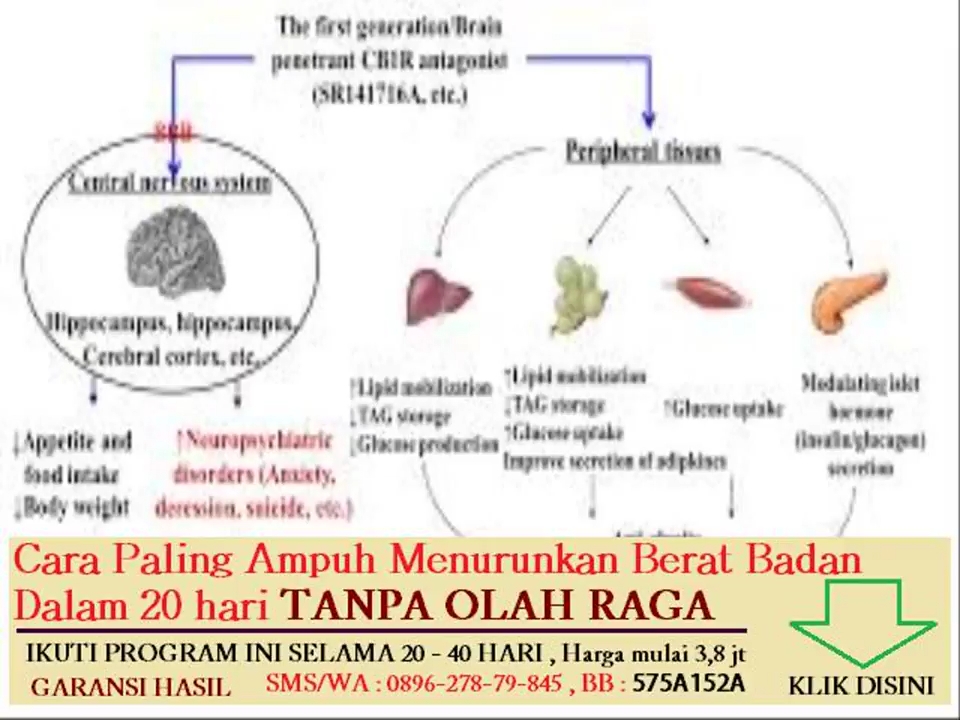 The first generation/Brain
penetrant CB1R antagonist
(SR141716A, etc.)
BBB
Central nervous system
Hippocampus, hippocampus,
Cerebral cortex, etc.
↓Appetite and
food intake
↓Body weight
↑Neuropsychiatric
disorders (Anxiety,
deression, suicide, etc.)
Peripheral tissues
↑Lipid mobilization
↓TAG storage
↓Glucose production
↑Lipid mobilization
↓TAG storage
↑Glucose uptake
Improve secretion of adipkines
↑Glucose uptake
Modulating islet
hormone
(insulin/glucagon)
secretion
Cara Paling Ampuh Menurunkan Berat Badan
Dalam 20 hari TANPA OLAH RAGA
IKUTI PROGRAM INI SELAMA 20 - 40 HARI , Harga mulai 3,8 jt
GARANSI HASIL SMS/WA : 0896-278-79-845 , BB : 575A152A
KLIK DISINI